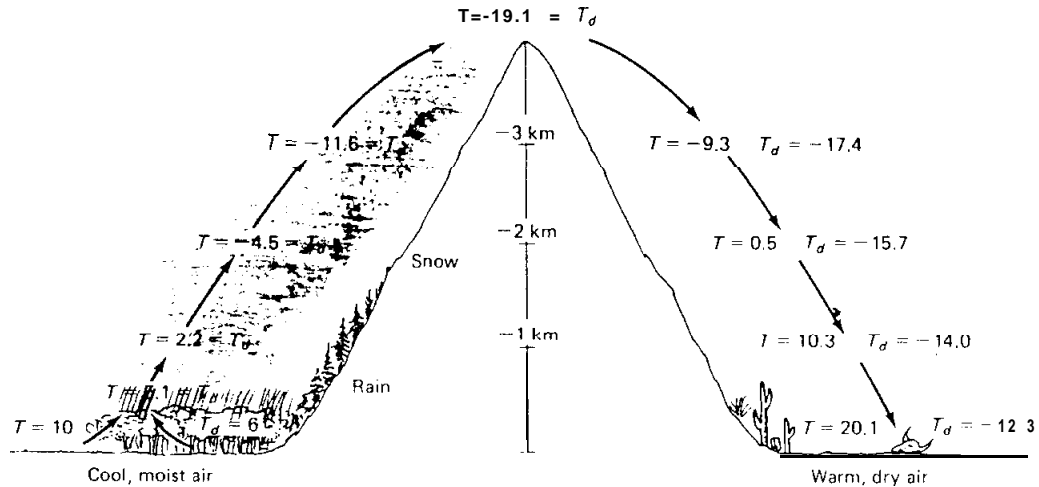 T=-19.1 = T_d
-3 km
T = -11.6 = T
T = -9.3 T_d = -17.4
-2 km
T = -4.5 = T_d
T = 0.5 T_d = -15.7
Snow
-1 km
T = 2.2 = T_d
T = 10.3 T_d = -14.0
Rain
T = 10
T_d = 6
T = 20.1 T_d = -12 3
Cool, moist air
Warm, dry air